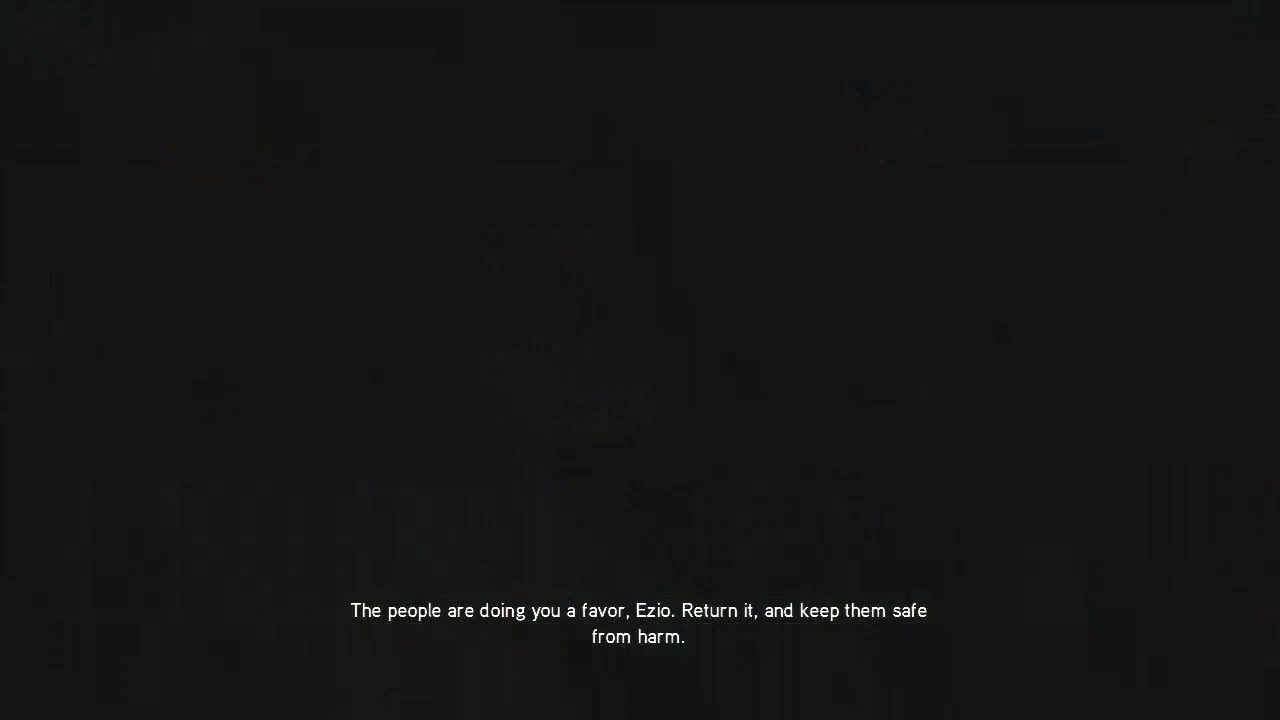 The people are doing you a favor, Ezio. Return it, and keep them safe
from harm.